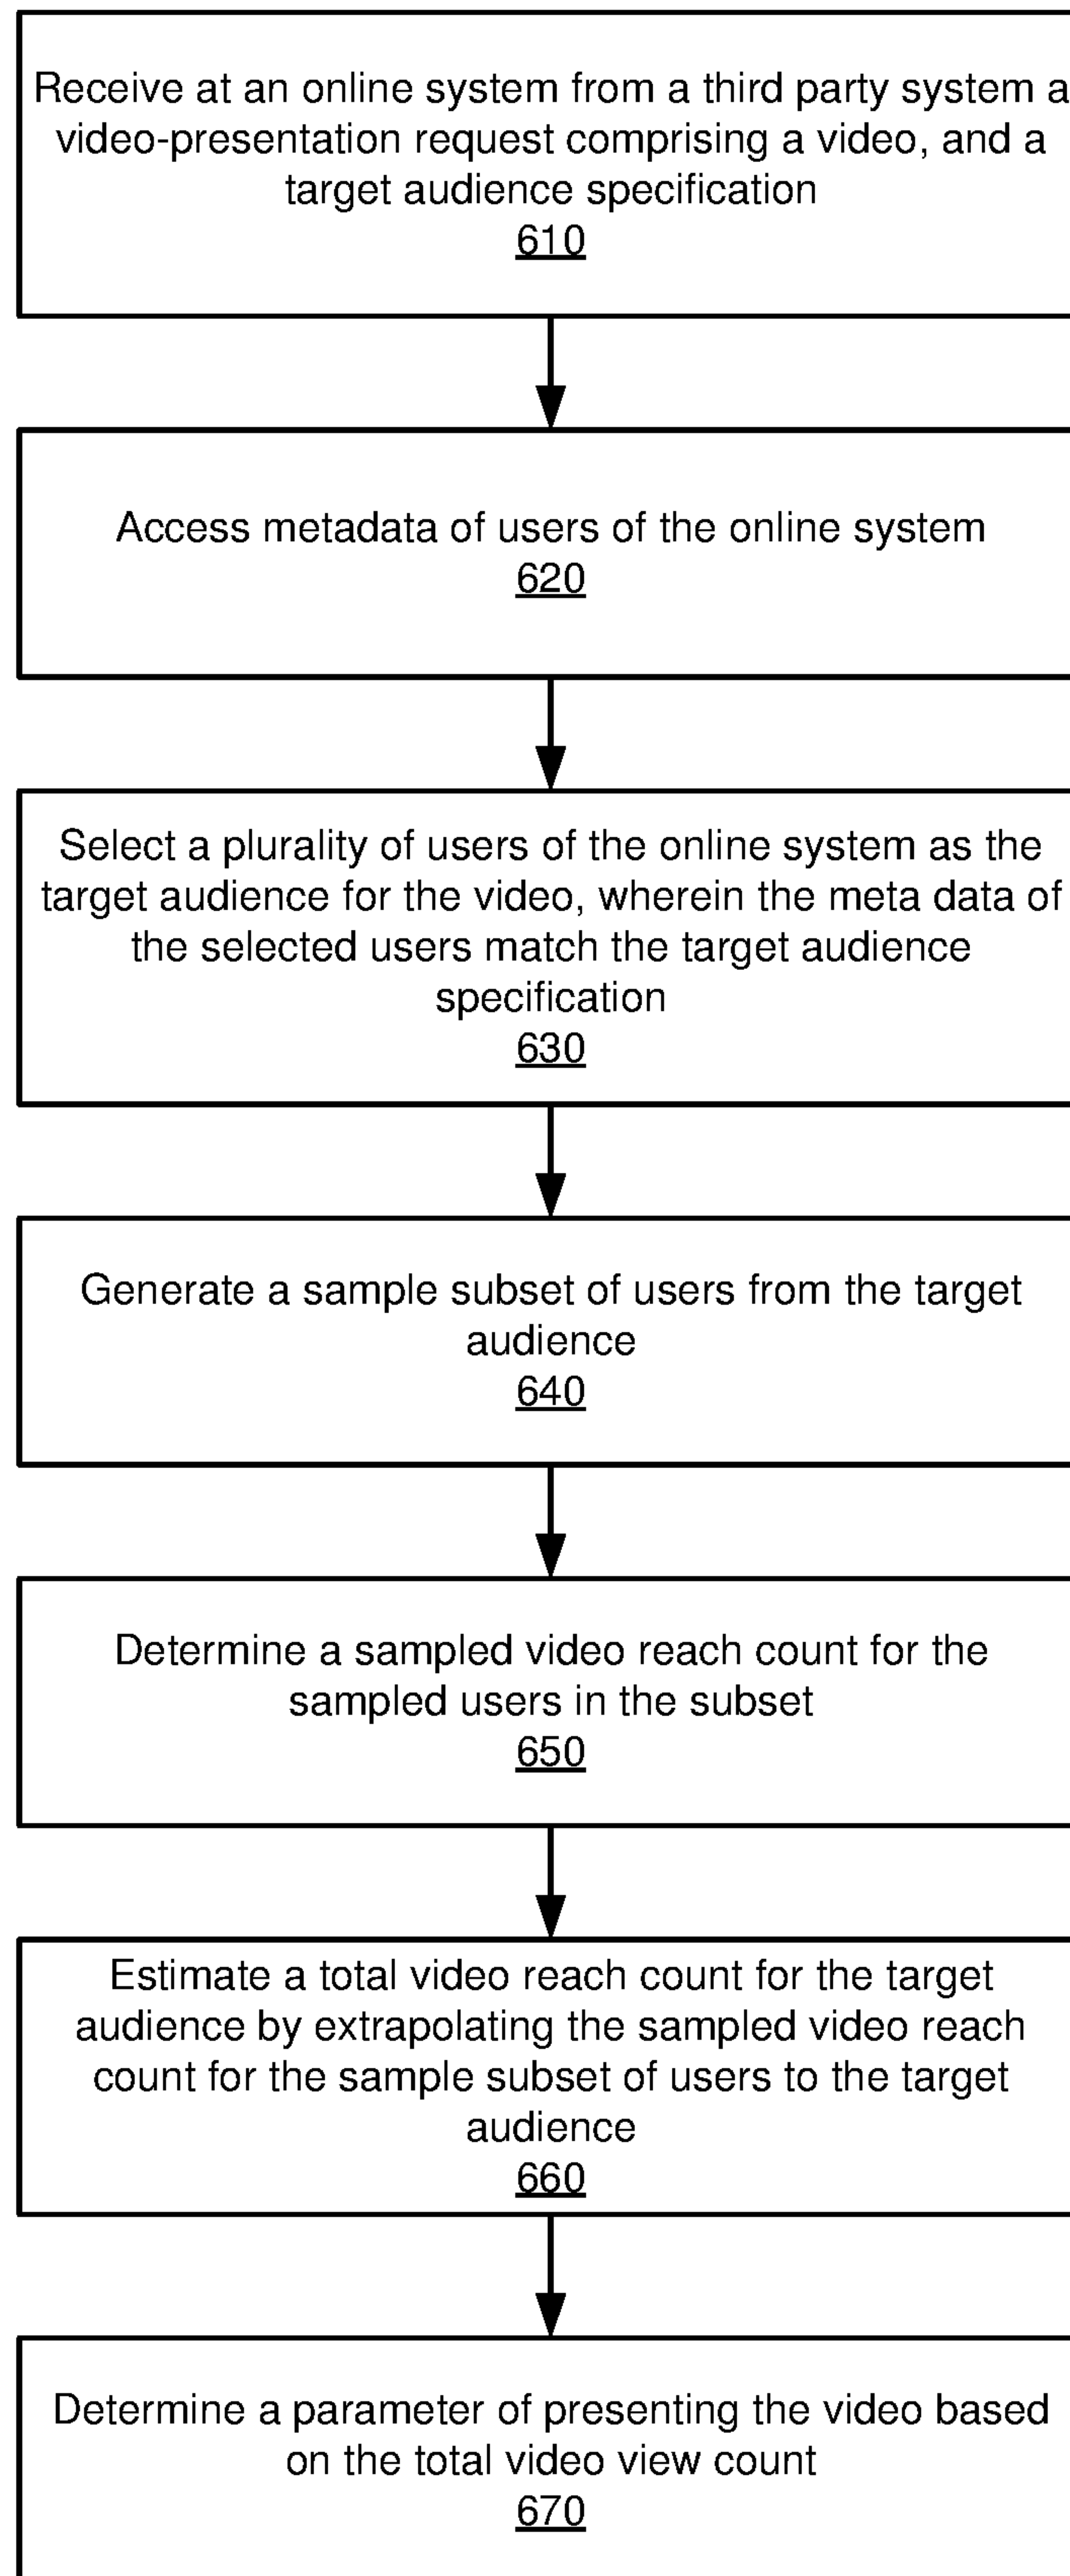 Receive at an online system from a third party system a
video-presentation request comprising a video, and a
target audience specification
610
Access metadata of users of the online system
620
Select a plurality of users of the online system as the
target audience for the video, wherein the meta data of
the selected users match the target audience
specification
630
Generate a sample subset of users from the target
audience
640
Determine a sampled video reach count for the
sampled users in the subset
650
Estimate a total video reach count for the target
audience by extrapolating the sampled video reach
count for the sample subset of users to the target
audience
660
Determine a parameter of presenting the video based
on the total video view count
670